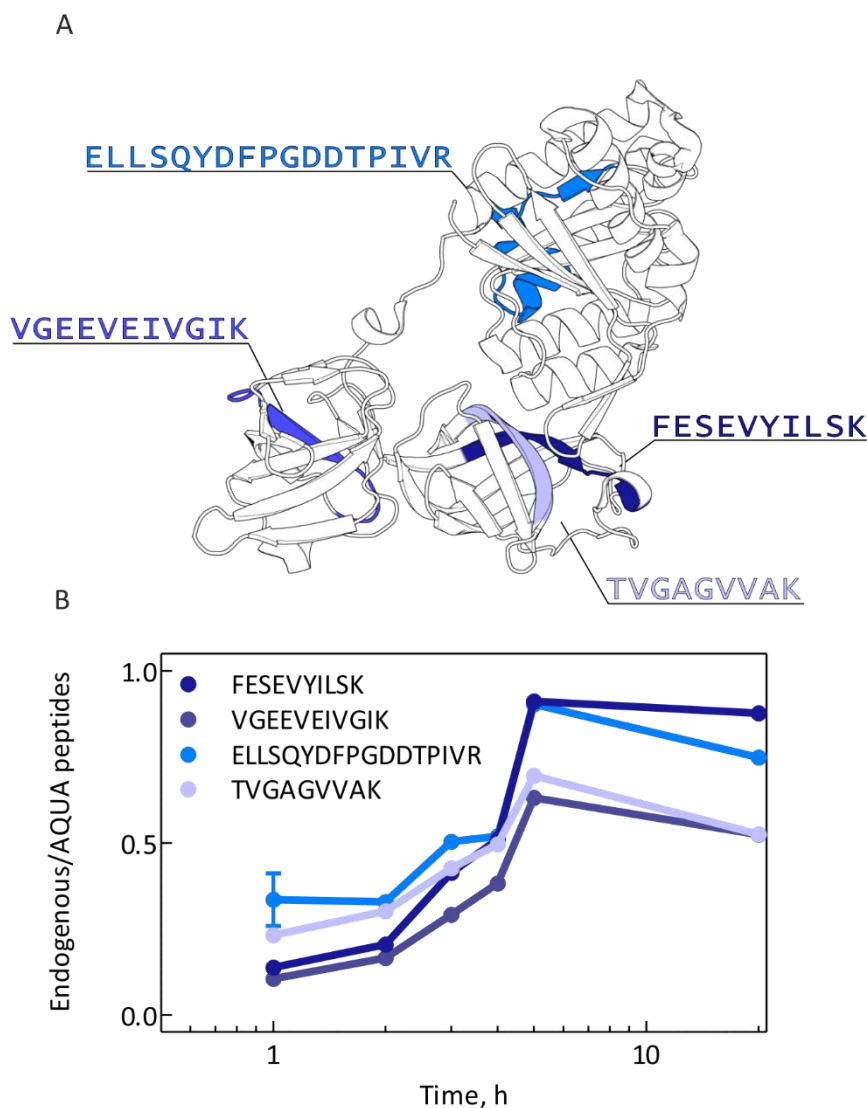 A
ELLSQYDFPGDDTPIVR
VGEEVEIVGIK
FESEVYILSK
TVGAGVVAK
B
Endogenous/AQUA peptides
1.0
0.5
0.0
FESEVYILSK
VGEEVEIVGIK
ELLSQYDFPGDDTPIVR
TVGAGVVAK
1
10
Time, h